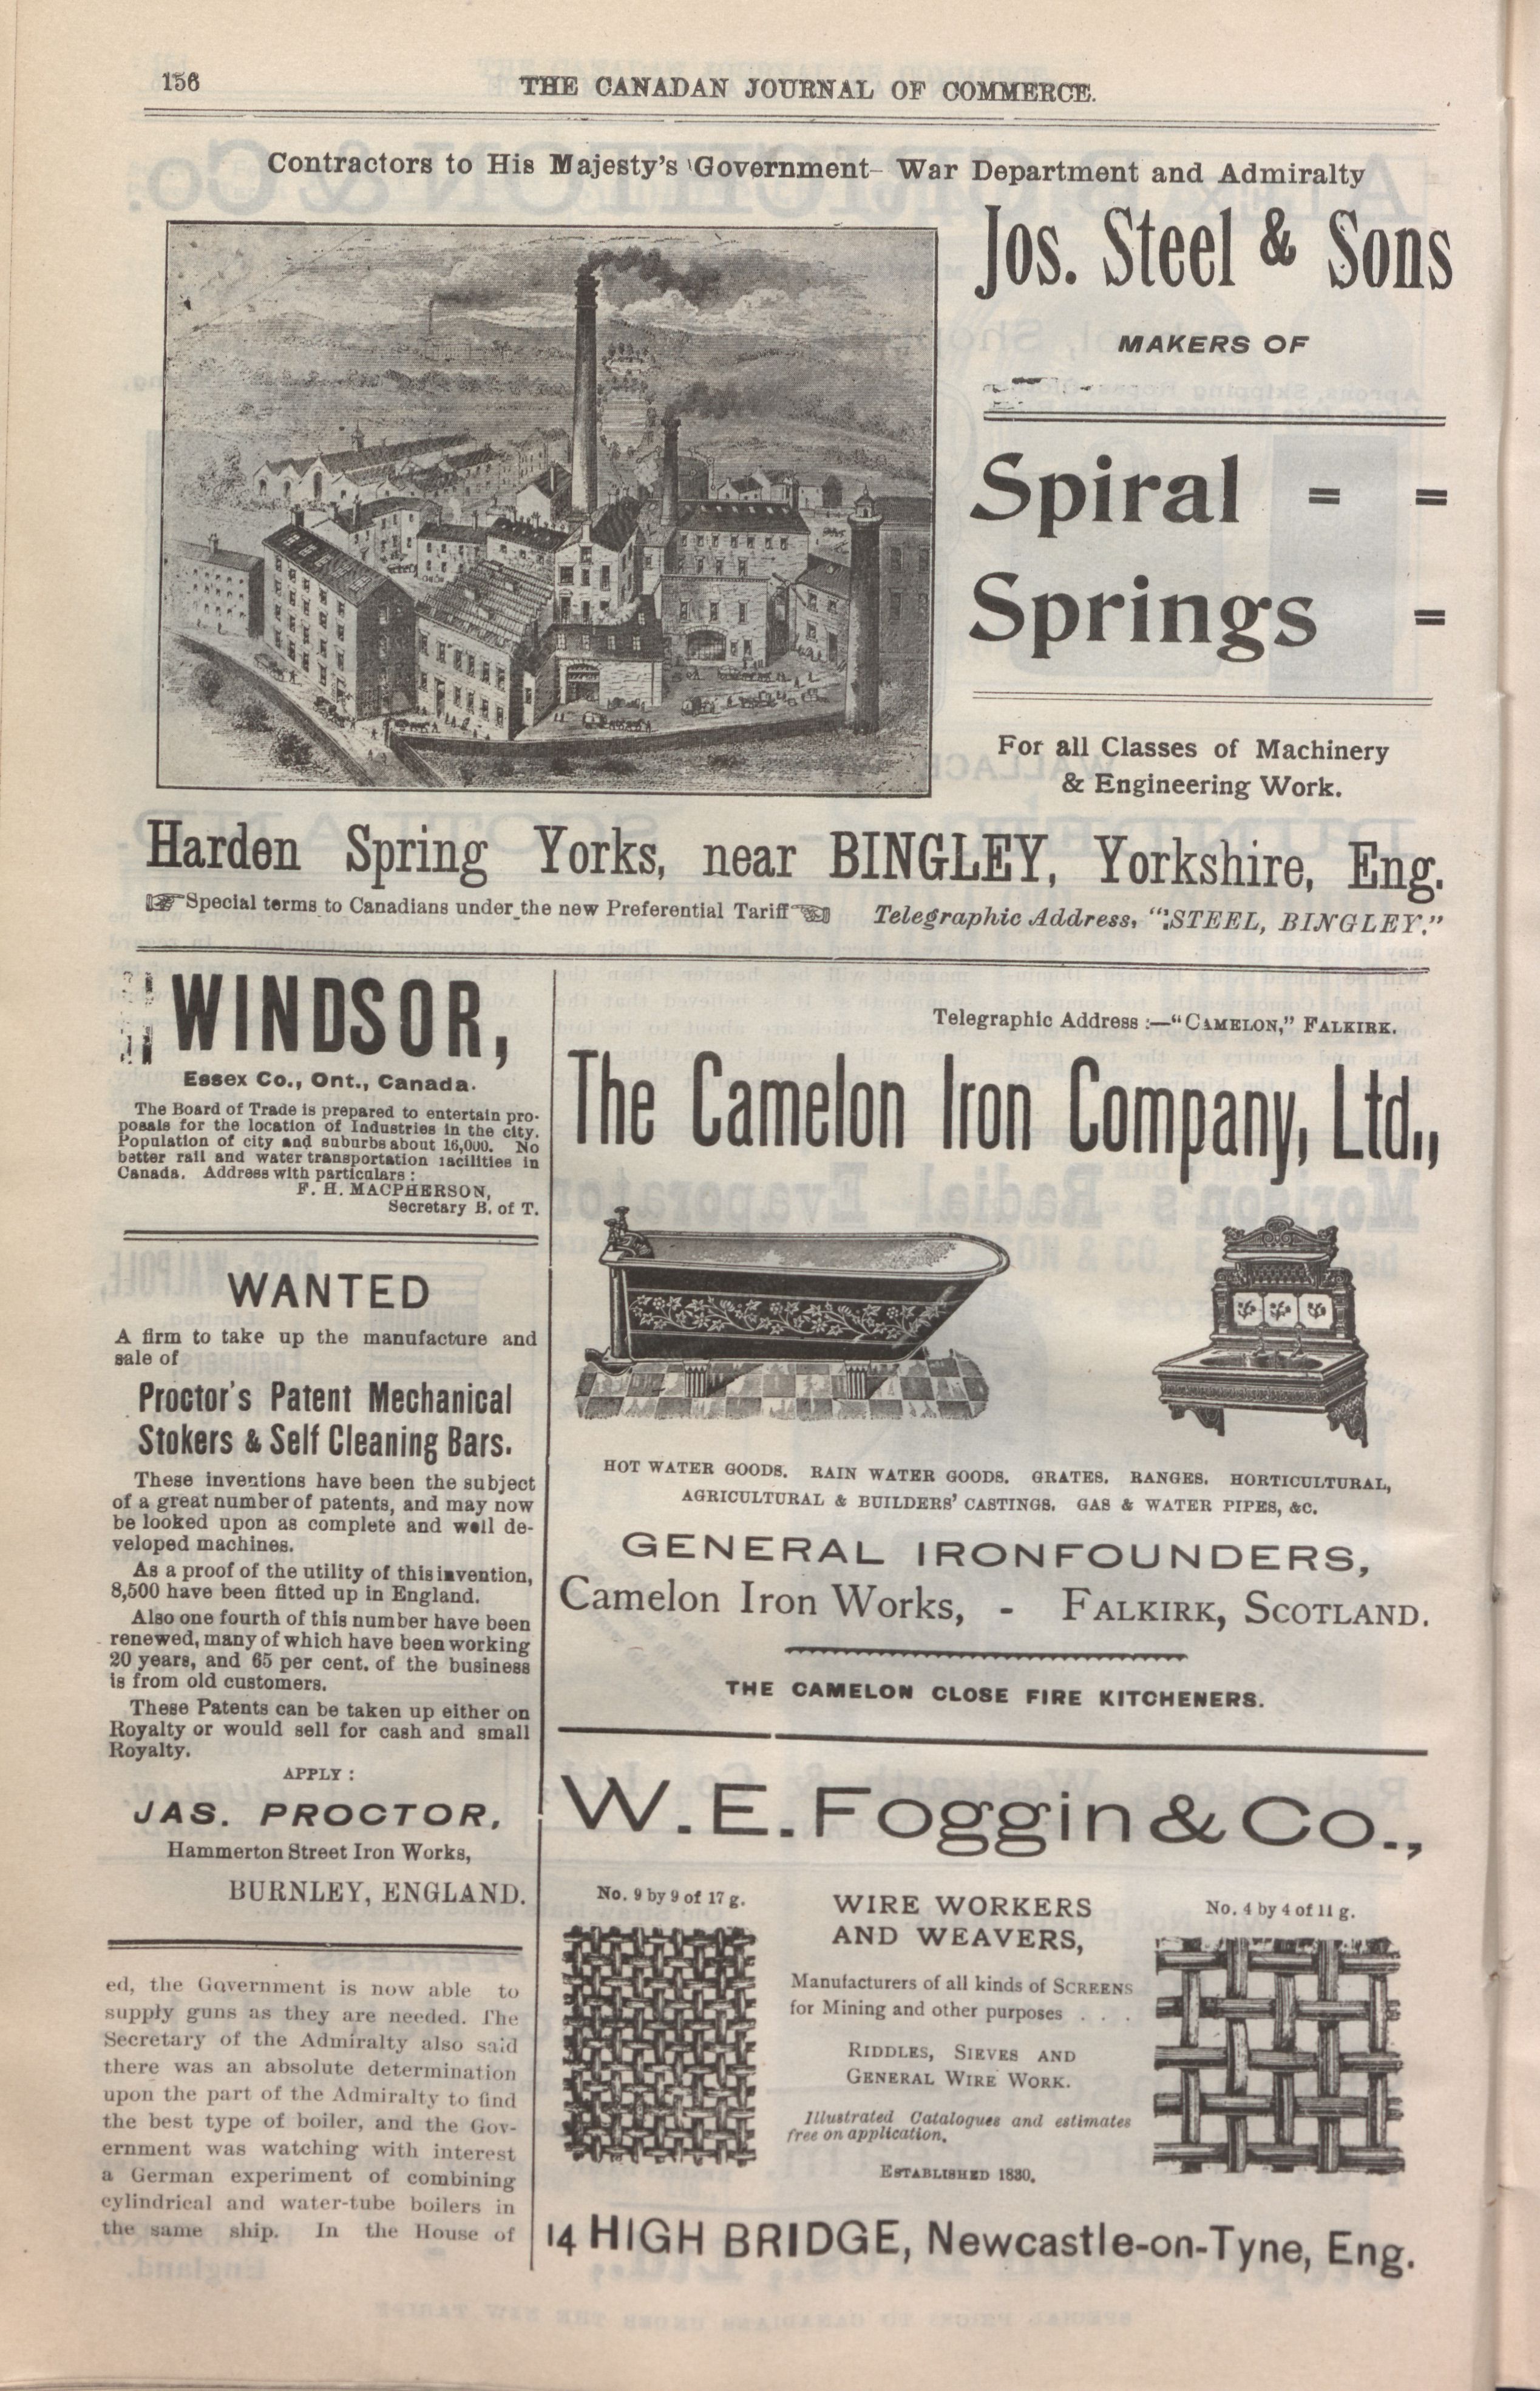 156
THE CANADAN JOURNAL OF COMMERCE.
Contractors to His Majesty's Government- War Department and Admiralty
Jos. Steel & Sons
MAKERS OF
Spiral = =
Springs =
For all Classes of Machinery
& Engineering Work.
Harden Spring Yorks, near BINGLEY, Yorkshire, Eng.
☞Special terms to Canadians under the new Preferential Tariff☜ Telegraphic Address, "STEEL, BINGLEY."
WINDSOR,
Essex Co., Ont., Canada.
The Board of Trade is prepared to entertain pro-
posals for the location of Industries in the city.
Population of city and suburbs about 16,000. No
better rail and water transportation facilities in
Canada. Address with particulars:
F. H. MACPHERSON,
Secretary B. of T.
WANTED
A firm to take up the manufacture and
sale of
Proctor's Patent Mechanical
Stokers & Self Cleaning Bars.
These inventions have been the subject
of a great number of patents, and may now
be looked upon as complete and well de-
veloped machines.
As a proof of the utility of this invention,
8,500 have been fitted up in England.
Also one fourth of this number have been
renewed, many of which have been working
20 years, and 65 per cent. of the business
is from old customers.
These Patents can be taken up either on
Royalty or would sell for cash and small
Royalty.
APPLY:
JAS. PROCTOR,
Hammerton Street Iron Works,
BURNLEY, ENGLAND.
ed, the Government is now able to
supply guns as they are needed. The
Secretary of the Admiralty also said
there was an absolute determination
upon the part of the Admiralty to find
the best type of boiler, and the Gov-
ernment was watching with interest
a German experiment of combining
cylindrical and water-tube boilers in
the same ship. In the House of
Telegraphic Address:—"CAMELON," FALKIRK.
The Camelon Iron Company, Ltd.,
HOT WATER GOODS. RAIN WATER GOODS. GRATES. RANGES. HORTICULTURAL,
AGRICULTURAL & BUILDERS' CASTINGS. GAS & WATER PIPES, &C.
GENERAL IRONFOUNDERS,
Camelon Iron Works, - FALKIRK, SCOTLAND.
THE CAMELON CLOSE FIRE KITCHENERS.
W. E. Foggin & Co.,
No. 9 by 9 of 17 g.
WIRE WORKERS
AND WEAVERS,
Manufacturers of all kinds of SCREENS
for Mining and other purposes . . .
RIDDLES, SIEVES AND
GENERAL WIRE WORK.
Illustrated Catalogues and estimates
free on application.
ESTABLISHED 1830.
No. 4 by 4 of 11 g.
14 HIGH BRIDGE, Newcastle-on-Tyne, Eng.